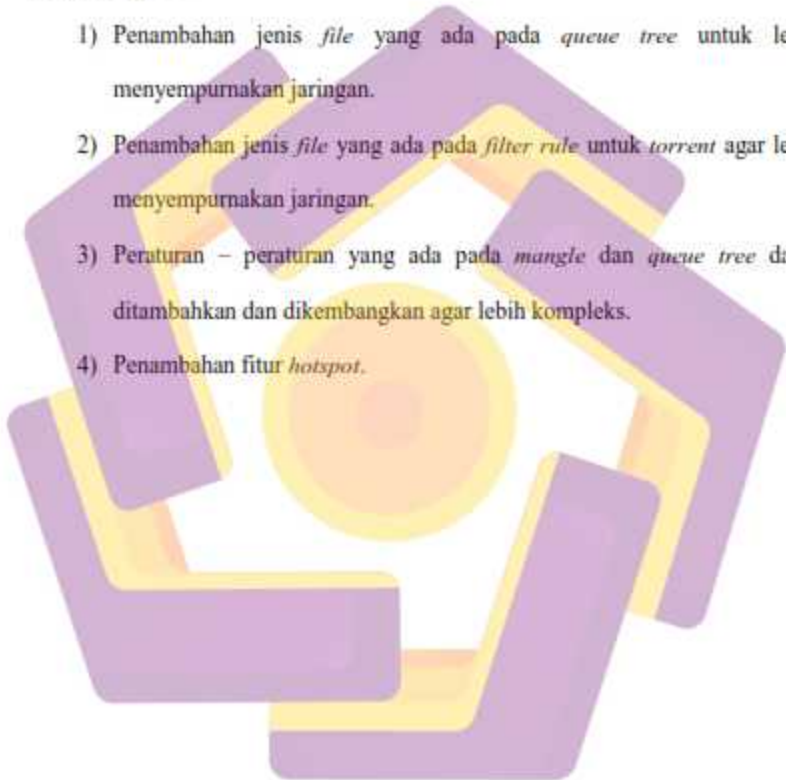 1) Penambahan jenis file yang ada pada queue tree untuk le
menyempurnakan jaringan.
2) Penambahan jenis file yang ada pada filter rule untuk torrent agar le
menyempurnakan jaringan.
3) Peraturan – peraturan yang ada pada mangle dan queue tree da
ditambahkan dan dikembangkan agar lebih kompleks.
4) Penambahan fitur hotspot.